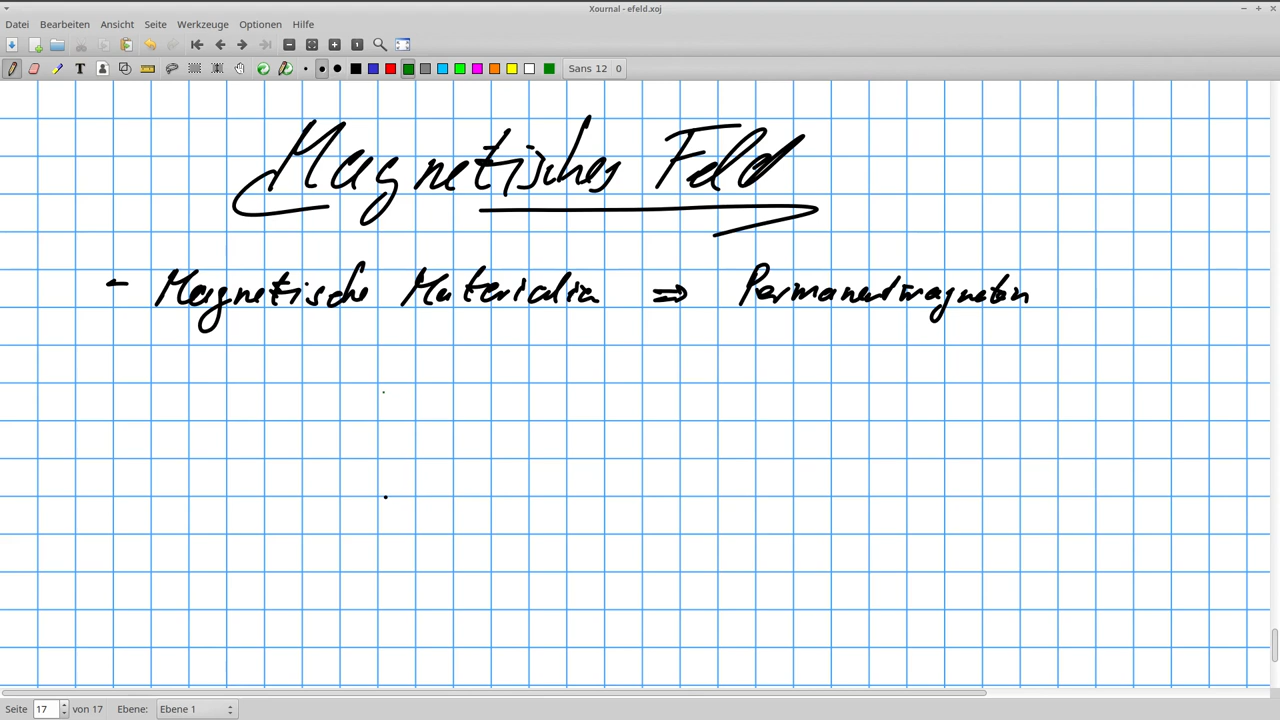 Xournal - efeld.xoj
Datei Bearbeiten Ansicht Seite Werkzeuge Optionen Hilfe
Sans 12 0
Magnetisches Feld
- Magnetische Materialien ⇒ Permanentmagneten
Seite 17 von 17 Ebene: Ebene 1